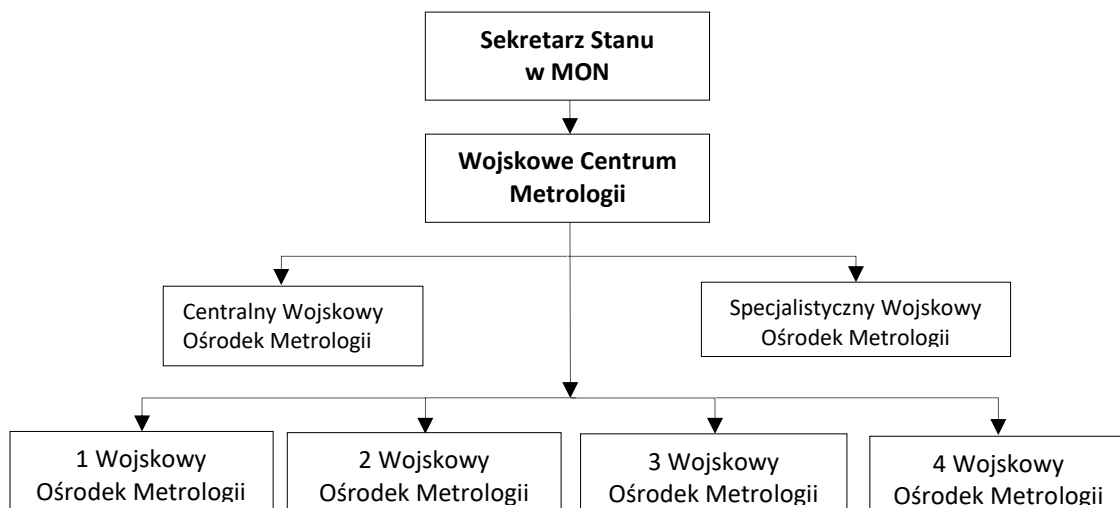 Sekretarz Stanu
w MON
Wojskowe Centrum
Metrologii
Centralny Wojskowy
Ośrodek Metrologii
Specjalistyczny Wojskowy
Ośrodek Metrologii
1 Wojskowy
Ośrodek Metrologii
2 Wojskowy
Ośrodek Metrologii
3 Wojskowy
Ośrodek Metrologii
4 Wojskowy
Ośrodek Metrologii